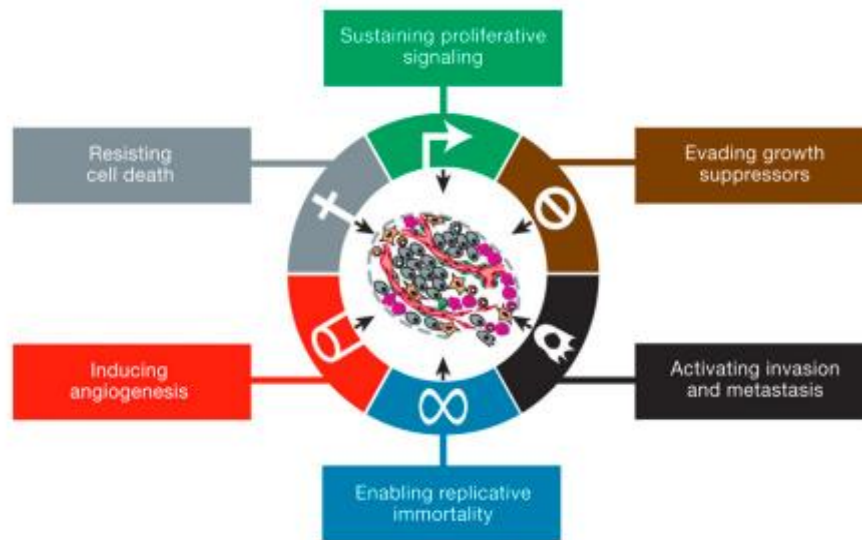 Sustaining proliferative
signaling
Resisting
cell death
Evading growth
suppressors
Inducing
angiogenesis
Activating invasion
and metastasis
Enabling replicative
immortality